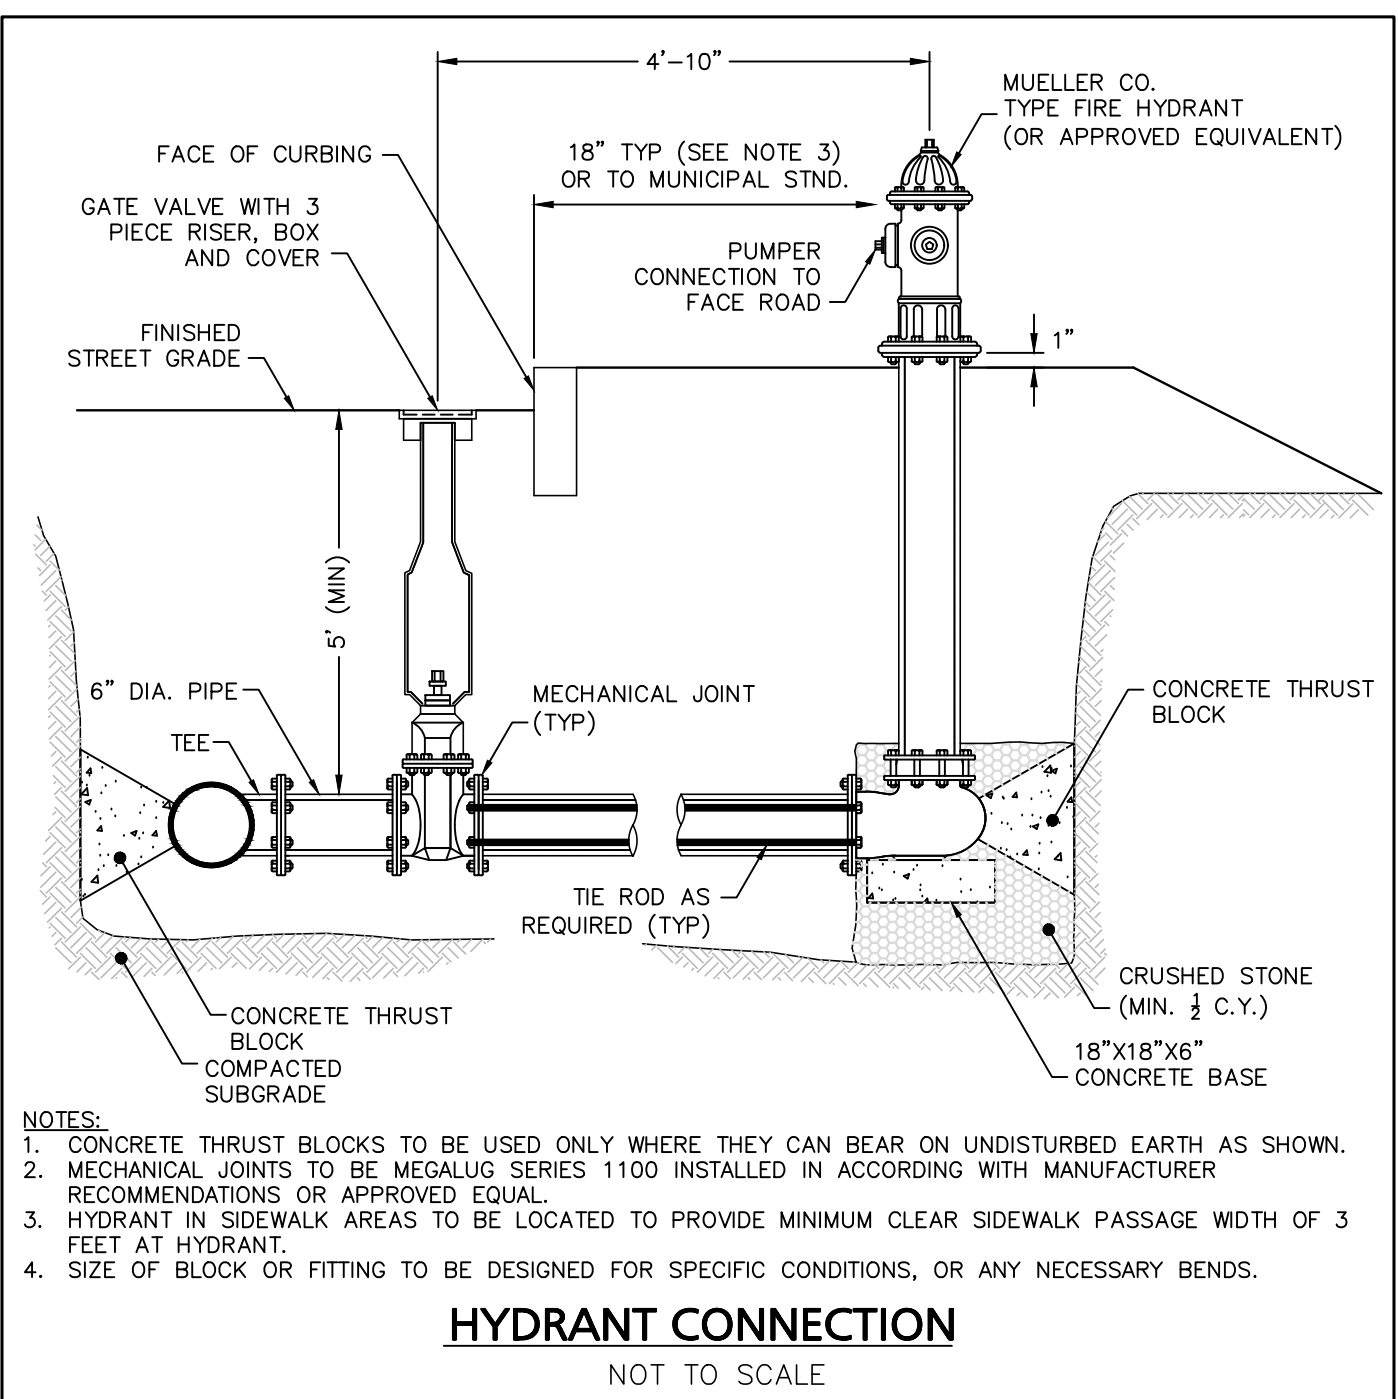 4'-10"
MUELLER CO.
TYPE FIRE HYDRANT
(OR APPROVED EQUIVALENT)
FACE OF CURBING
18" TYP (SEE NOTE 3)
OR TO MUNICIPAL STND.
GATE VALVE WITH 3
PIECE RISER, BOX
AND COVER
PUMPER
CONNECTION TO
FACE ROAD
FINISHED
STREET GRADE
1"
5' (MIN)
6" DIA. PIPE
MECHANICAL JOINT
(TYP)
CONCRETE THRUST
BLOCK
TEE
TIE ROD AS
REQUIRED (TYP)
CRUSHED STONE
(MIN. ½ C.Y.)
CONCRETE THRUST
BLOCK
18"X18"X6"
CONCRETE BASE
COMPACTED
SUBGRADE
NOTES:
1. CONCRETE THRUST BLOCKS TO BE USED ONLY WHERE THEY CAN BEAR ON UNDISTURBED EARTH AS SHOWN.
2. MECHANICAL JOINTS TO BE MEGALUG SERIES 1100 INSTALLED IN ACCORDING WITH MANUFACTURER
RECOMMENDATIONS OR APPROVED EQUAL.
3. HYDRANT IN SIDEWALK AREAS TO BE LOCATED TO PROVIDE MINIMUM CLEAR SIDEWALK PASSAGE WIDTH OF 3
FEET AT HYDRANT.
4. SIZE OF BLOCK OR FITTING TO BE DESIGNED FOR SPECIFIC CONDITIONS, OR ANY NECESSARY BENDS.
HYDRANT CONNECTION
NOT TO SCALE